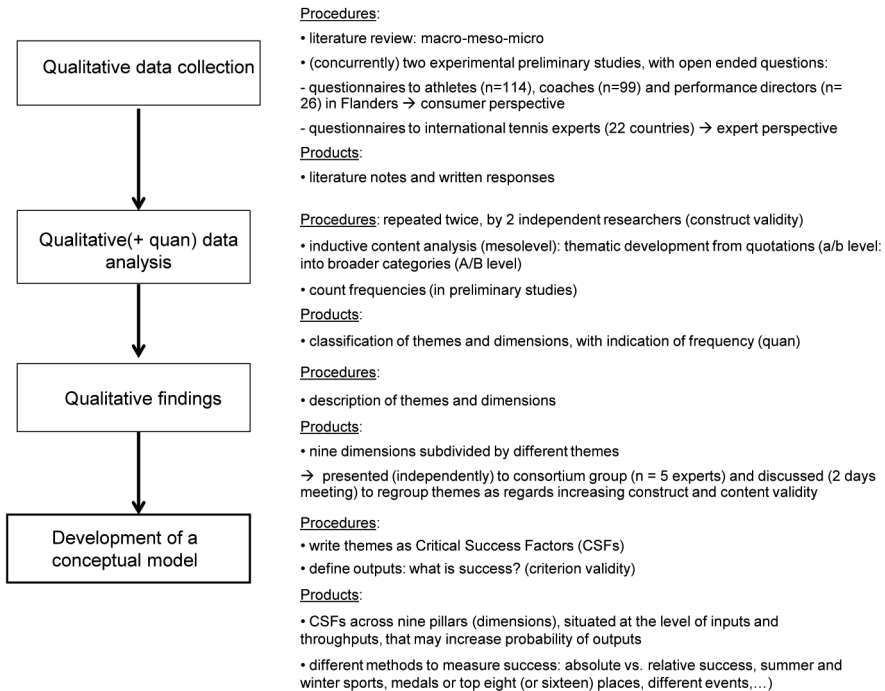 Procedures:
• literature review: macro-meso-micro
Qualitative data collection
• (concurrently) two experimental preliminary studies, with open ended questions:
- questionnaires to athletes (n=114), coaches (n=99) and performance directors (n=
26) in Flanders → consumer perspective
- questionnaires to international tennis experts (22 countries) → expert perspective
Products:
• literature notes and written responses
Qualitative(+ quan) data
analysis
Procedures: repeated twice, by 2 independent researchers (construct validity)
• inductive content analysis (mesolevel): thematic development from quotations (a/b level:
into broader categories (A/B level)
• count frequencies (in preliminary studies)
Products:
• classification of themes and dimensions, with indication of frequency (quan)
Qualitative findings
Procedures:
• description of themes and dimensions
Products:
• nine dimensions subdivided by different themes
→ presented (independently) to consortium group (n = 5 experts) and discussed (2 days
meeting) to regroup themes as regards increasing construct and content validity
Development of a
conceptual model
Procedures:
• write themes as Critical Success Factors (CSFs)
• define outputs: what is success? (criterion validity)
Products:
• CSFs across nine pillars (dimensions), situated at the level of inputs and
throughputs, that may increase probability of outputs
• different methods to measure success: absolute vs. relative success, summer and
winter sports, medals or top eight (or sixteen) places, different events,…)